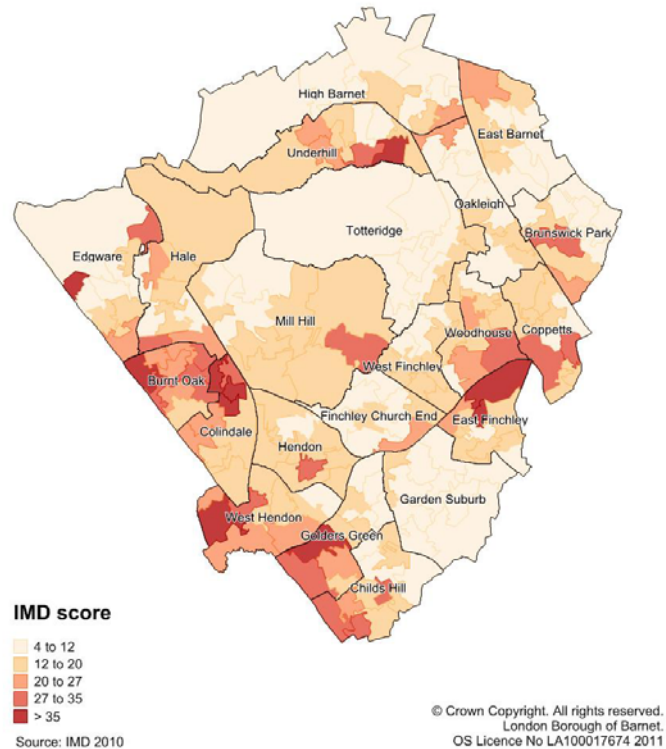 High Barnet
East Barnet
Underhill
Oakleigh
Totteridge
Brunswick Park
Edgware
Hale
Mill Hill
Woodhouse
Coppetts
West Finchley
Burnt Oak
Finchley Church End
East Finchley
Colindale
Hendon
Garden Suburb
West Hendon
Golders Green
Childs Hill
IMD score
4 to 12
12 to 20
20 to 27
27 to 35
> 35
Source: IMD 2010
© Crown Copyright. All rights reserved.
London Borough of Barnet.
OS Licence No LA100017674 2011